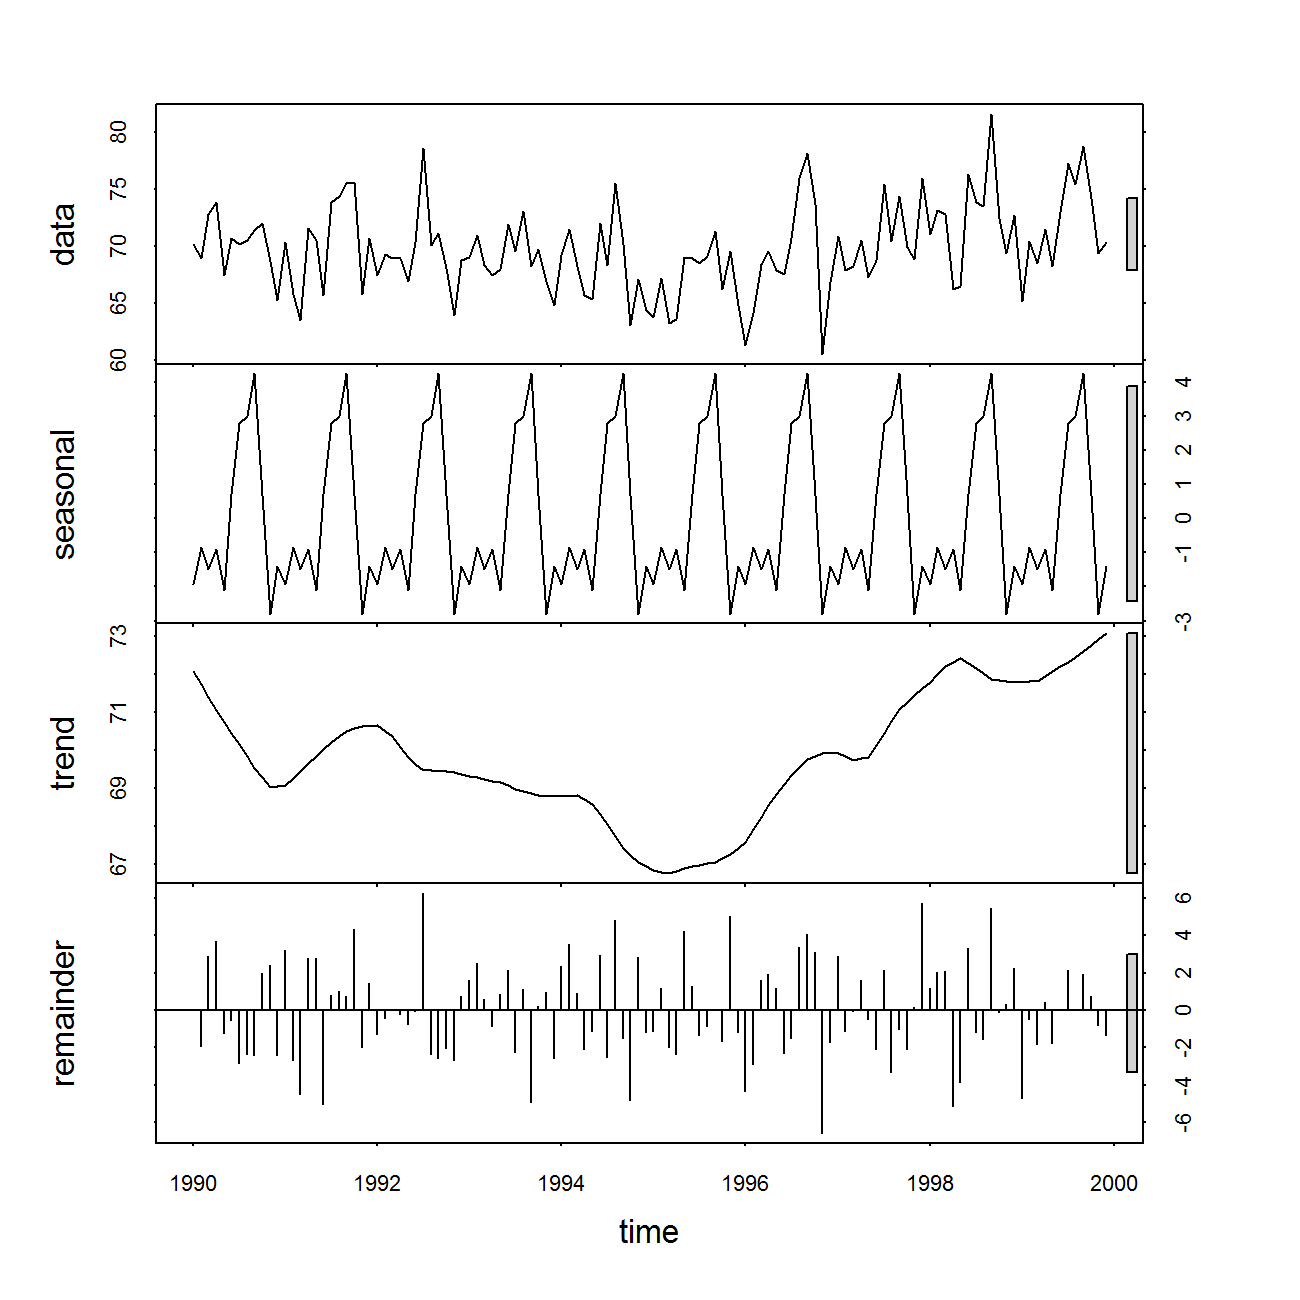 data
60 65 70 75 80
seasonal
-3 -1 0 1 2 3 4
trend
67 69 71 73
remainder
-6 -4 -2 0 2 4 6
1990 1992 1994 1996 1998 2000
time